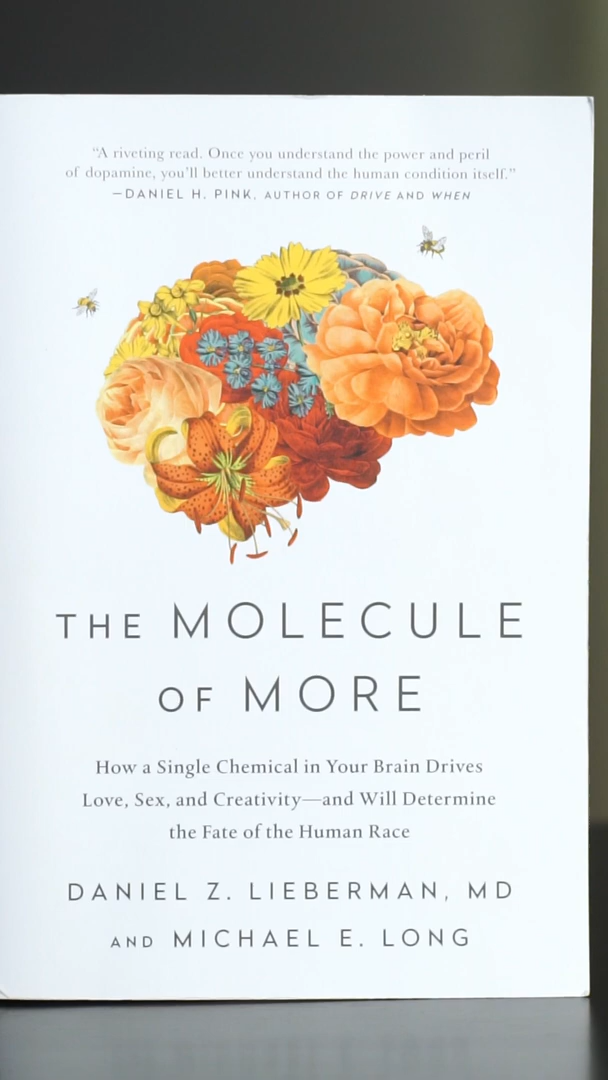 “A riveting read. Once you understand the power and peril
of dopamine, you’ll better understand the human condition itself.”
—DANIEL H. PINK, AUTHOR OF DRIVE AND WHEN
THE MOLECULE
OF MORE
How a Single Chemical in Your Brain Drives
Love, Sex, and Creativity—and Will Determine
the Fate of the Human Race
DANIEL Z. LIEBERMAN, MD
AND MICHAEL E. LONG